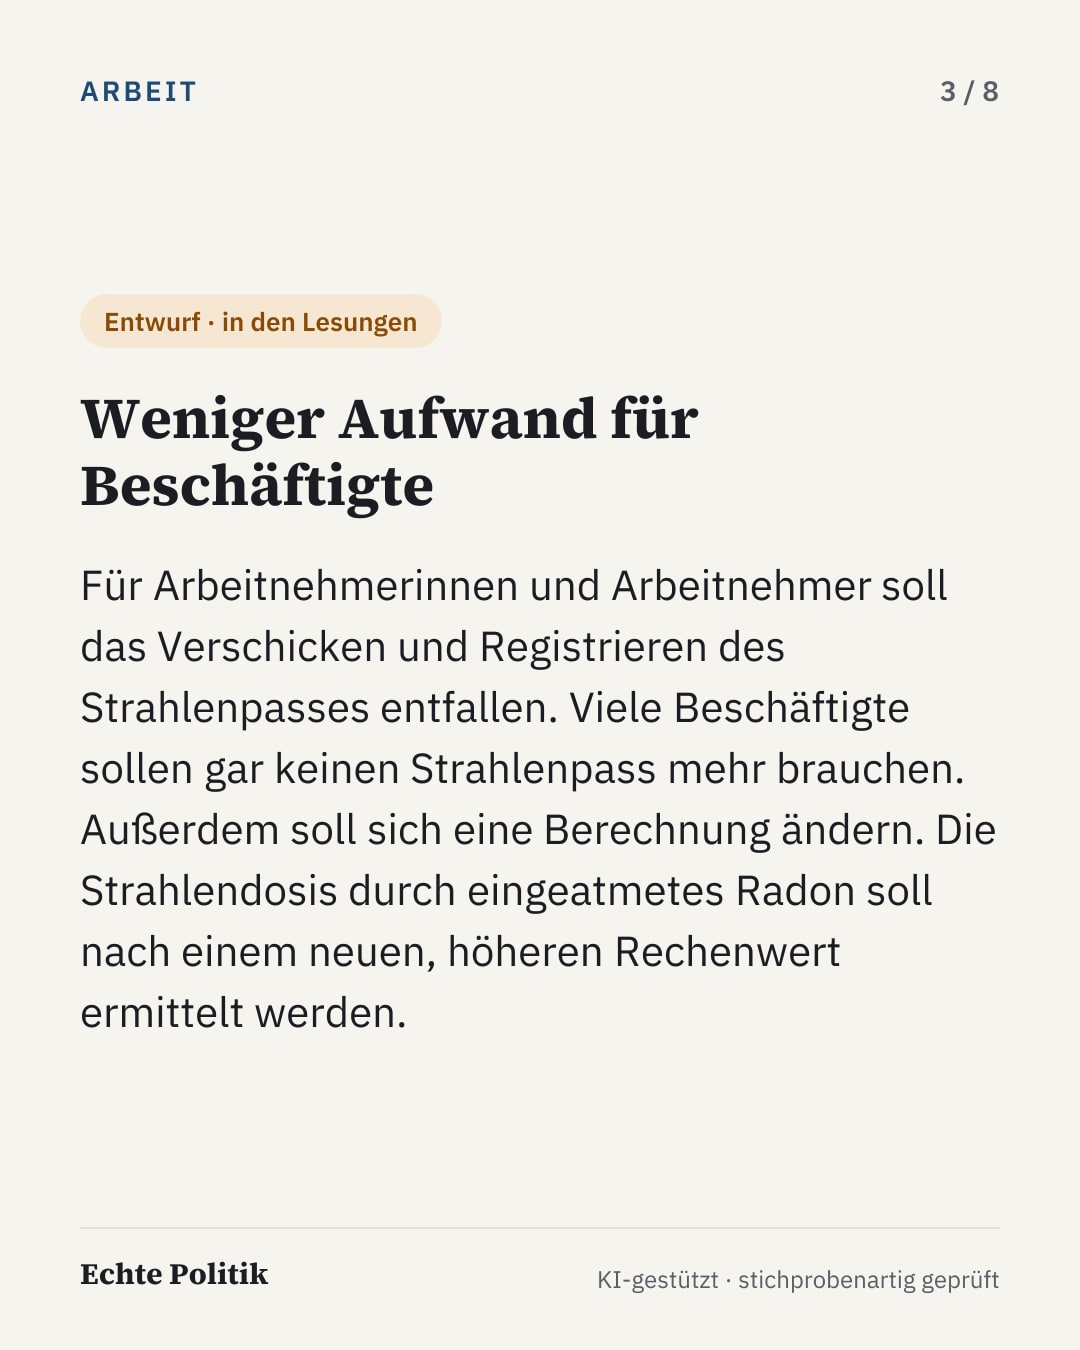 ARBEIT
3 / 8
Entwurf · in den Lesungen
Weniger Aufwand für
Beschäftigte
Für Arbeitnehmerinnen und Arbeitnehmer soll
das Verschicken und Registrieren des
Strahlenpasses entfallen. Viele Beschäftigte
sollen gar keinen Strahlenpass mehr brauchen.
Außerdem soll sich eine Berechnung ändern. Die
Strahlendosis durch eingeatmetes Radon soll
nach einem neuen, höheren Rechenwert
ermittelt werden.
Echte Politik
KI-gestützt · stichprobenartig geprüft